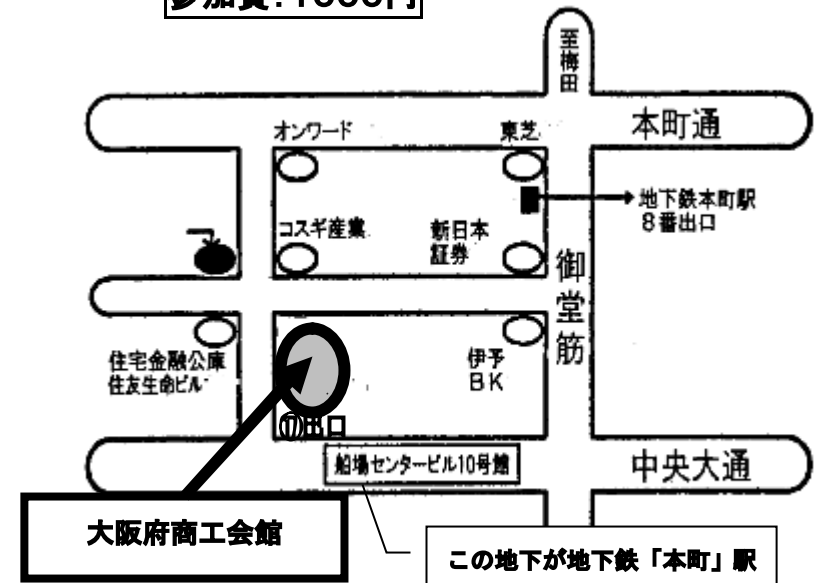 参加費:1000円
至梅田
本町通
オンワード
東芝
地下鉄本町駅
8番出口
コスギ産業
新日本
証券
御堂筋
住宅金融公庫
住友生命ビル
伊予
BK
⑰出口
船場センタービル10号館
中央大通
大阪府商工会館
この地下が地下鉄「本町」駅